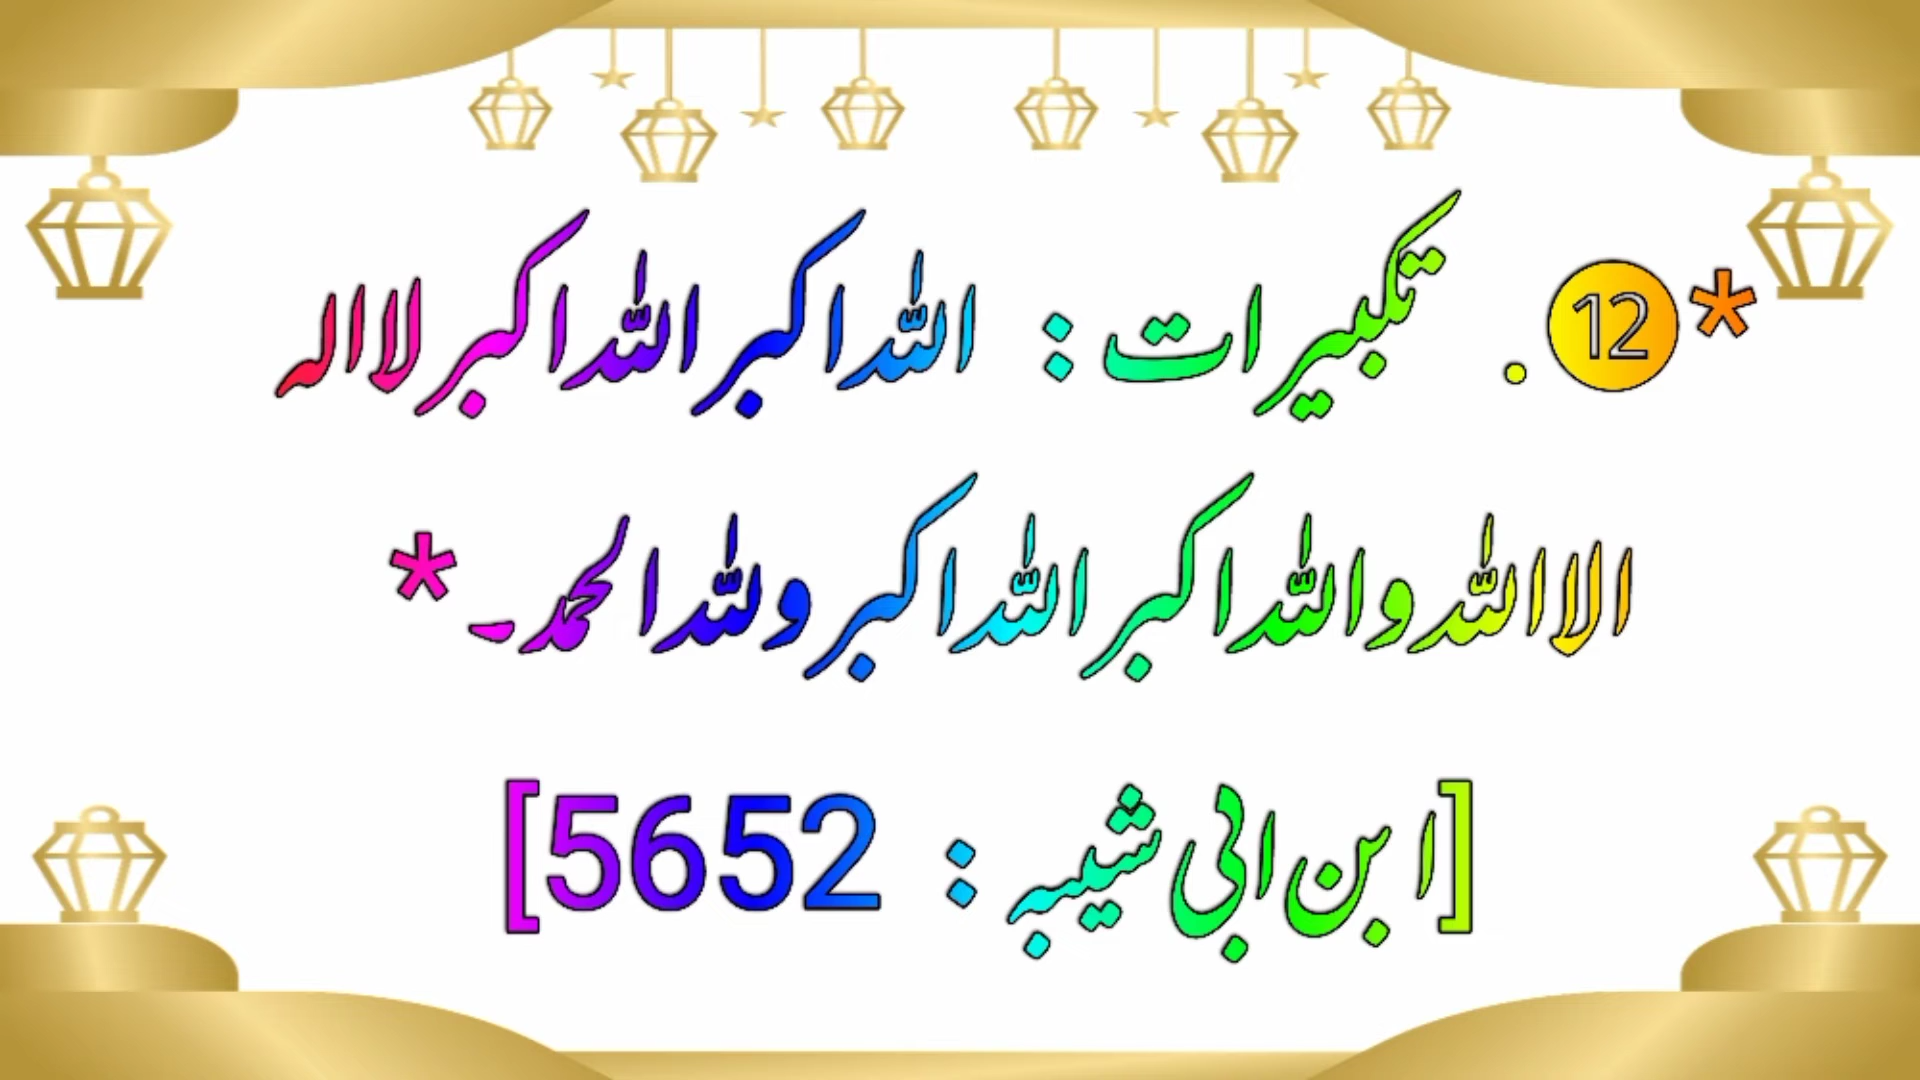 *⓬. تکبیرات : اللہ اکبر اللہ اکبر لا الہ
الا اللہ واللہ اکبر اللہ اکبر وللہ الحمد۔*
[ابن ابی شیبہ : 5652]